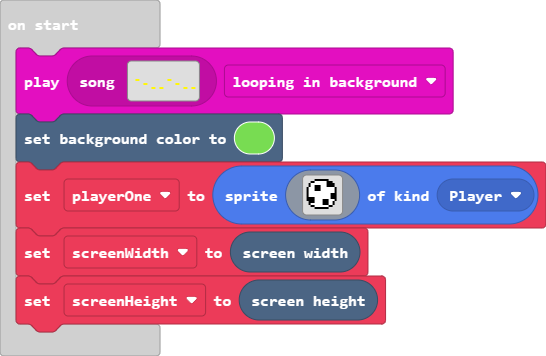 on start
play song looping in background
set background color to
set playerOne to sprite of kind Player
set screenWidth to screen width
set screenHeight to screen height